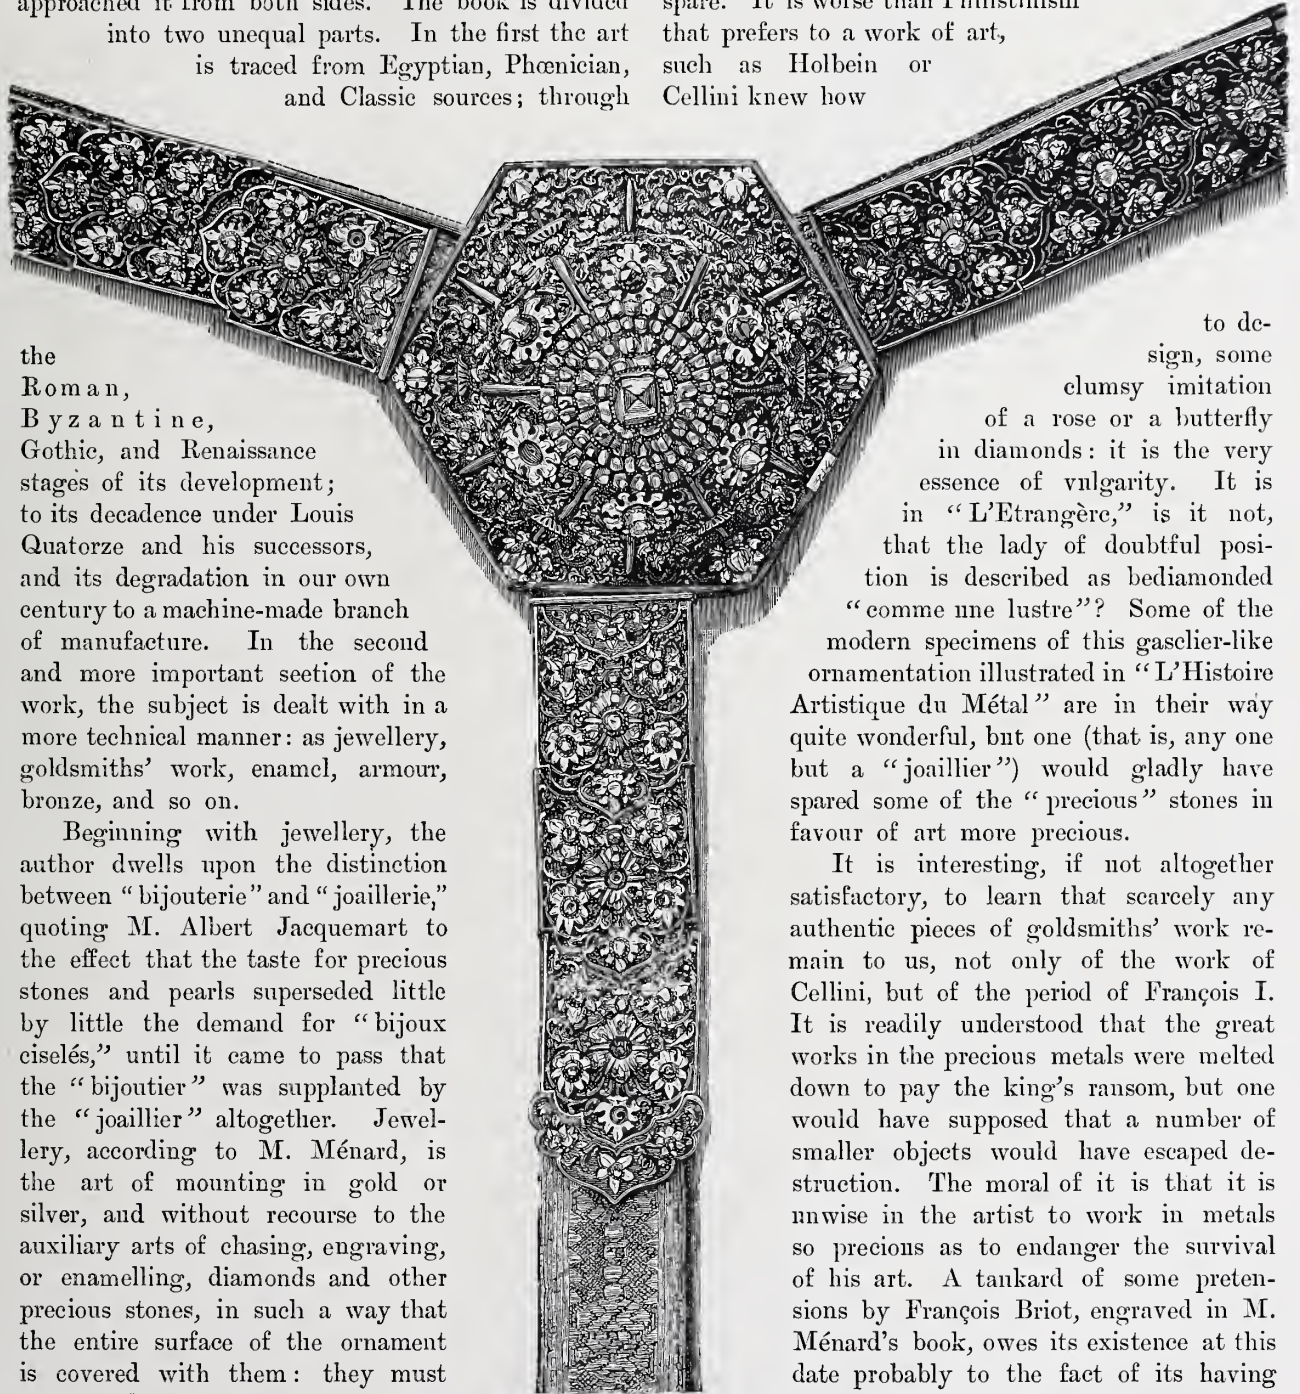 approached it from both sides. The book is divided
into two unequal parts. In the first the art
is traced from Egyptian, Phœnician,
and Classic sources; through
the
Roman,
Byzantine,
Gothic, and Renaissance
stages of its development;
to its decadence under Louis
Quatorze and his successors,
and its degradation in our own
century to a machine-made branch
of manufacture. In the second
and more important section of the
work, the subject is dealt with in a
more technical manner: as jewellery,
goldsmiths' work, enamel, armour,
bronze, and so on.
Beginning with jewellery, the
author dwells upon the distinction
between “bijouterie” and “joaillerie,”
quoting M. Albert Jacquemart to
the effect that the taste for precious
stones and pearls superseded little
by little the demand for “bijoux
ciselés,” until it came to pass that
the “bijoutier” was supplanted by
the “joaillier” altogether. Jewel-
lery, according to M. Ménard, is
the art of mounting in gold or
silver, and without recourse to the
auxiliary arts of chasing, engraving,
or enamelling, diamonds and other
precious stones, in such a way that
the entire surface of the ornament
is covered with them: they must
spare. It is worse than Philistinism
that prefers to a work of art,
such as Holbein or
Cellini knew how
to de-
sign, some
clumsy imitation
of a rose or a butterfly
in diamonds: it is the very
essence of vulgarity. It is
in “L'Etrangère,” is it not,
that the lady of doubtful posi-
tion is described as bediamonded
“comme une lustre”? Some of the
modern specimens of this gaselier-like
ornamentation illustrated in “L'Histoire
Artistique du Métal” are in their way
quite wonderful, but one (that is, any one
but a “joaillier”) would gladly have
spared some of the “precious” stones in
favour of art more precious.
It is interesting, if not altogether
satisfactory, to learn that scarcely any
authentic pieces of goldsmiths' work re-
main to us, not only of the work of
Cellini, but of the period of François I.
It is readily understood that the great
works in the precious metals were melted
down to pay the king's ransom, but one
would have supposed that a number of
smaller objects would have escaped de-
struction. The moral of it is that it is
unwise in the artist to work in metals
so precious as to endanger the survival
of his art. A tankard of some preten-
sions by François Briot, engraved in M.
Ménard's book, owes its existence at this
date probably to the fact of its having